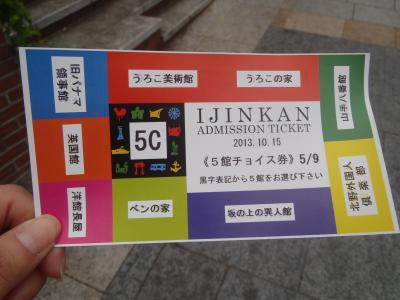 旧パナマ
領事館
うろこ美術館
うろこの家
山手八番館
英国館
5C
IJINKAN
ADMISSION TICKET
2013.10.15
《5館チョイス券》5/9
黒字表記から5館をお選び下さい
洋館長屋
ベンの家
坂の上の異人館
北野外国人
倶楽部